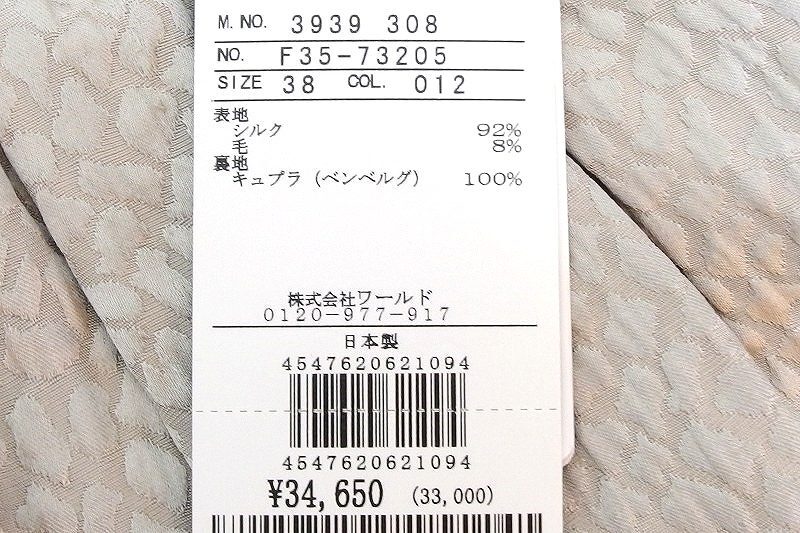 M. NO. 3939 308
NO. F35-73205
SIZE 38 COL. 012
表地
シルク 92%
毛 8%
裏地
キュプラ (ベンベルグ) 100%
株式会社ワールド
0120-977-917
日本製
4547620621094
4547620621094
¥34,650 (33,000)